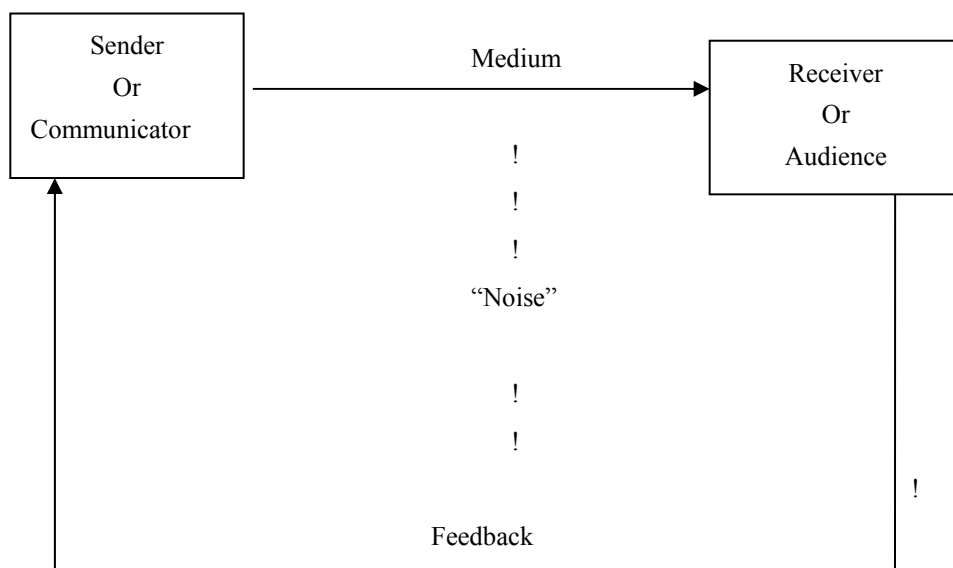 Sender
Or
Communicator
Medium
Receiver
Or
Audience
!
!
!
“Noise”
!
!
!
Feedback